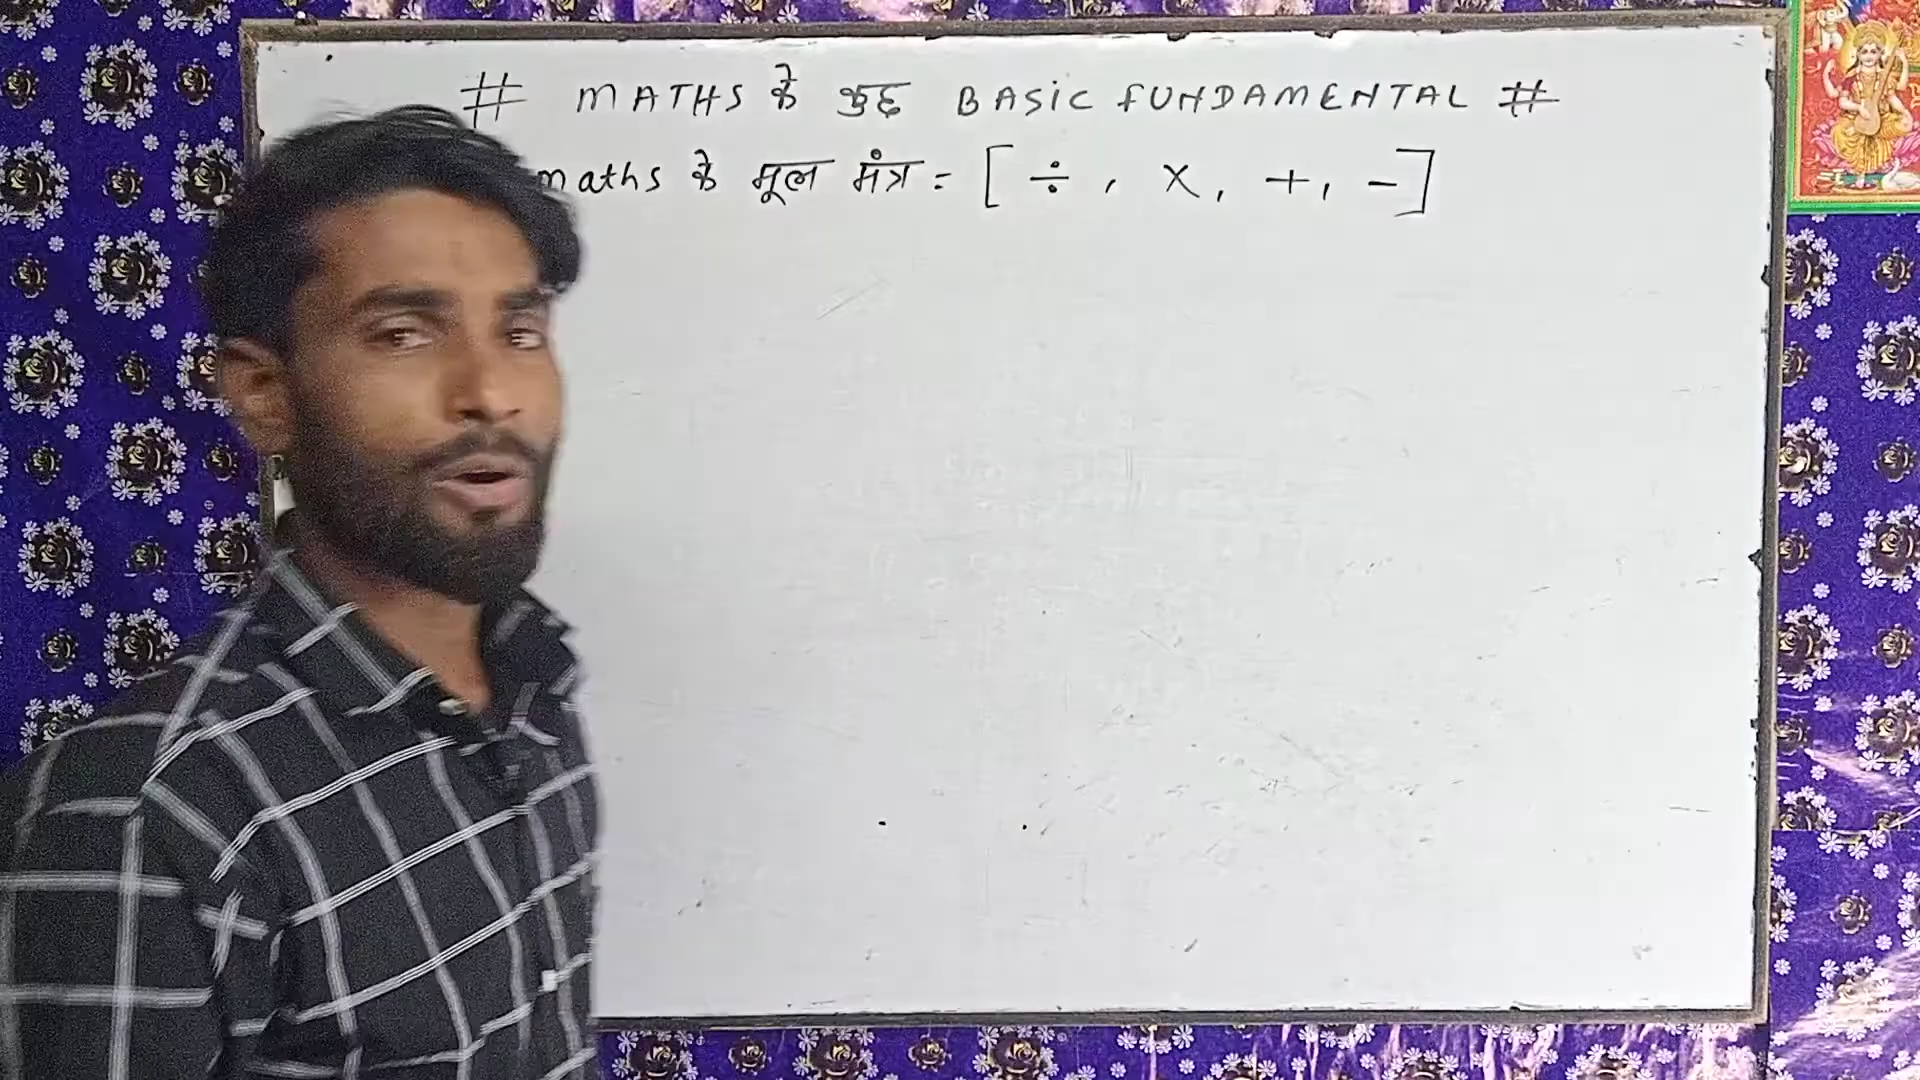 # MATHS के कुछ BASIC FUNDAMENTAL #
maths के मूल मंत्र = [ ÷ , × , + , - ]